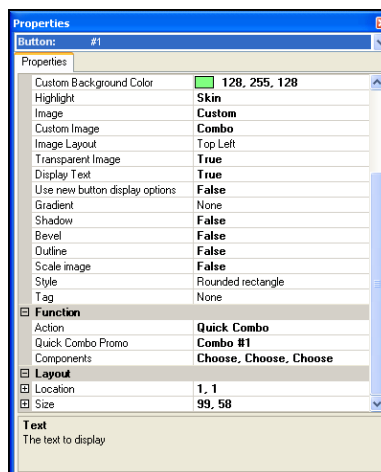 Properties
Button: #1
Properties
Custom Background Color 128, 255, 128
Highlight Skin
Image Custom
Custom Image Combo
Image Layout Top Left
Transparent Image True
Display Text True
Use new button display options False
Gradient None
Shadow False
Bevel False
Outline False
Scale image False
Style Rounded rectangle
Tag None
Function
Action Quick Combo
Quick Combo Promo Combo #1
Components Choose, Choose, Choose
Layout
Location 1, 1
Size 99, 58
Text
The text to display